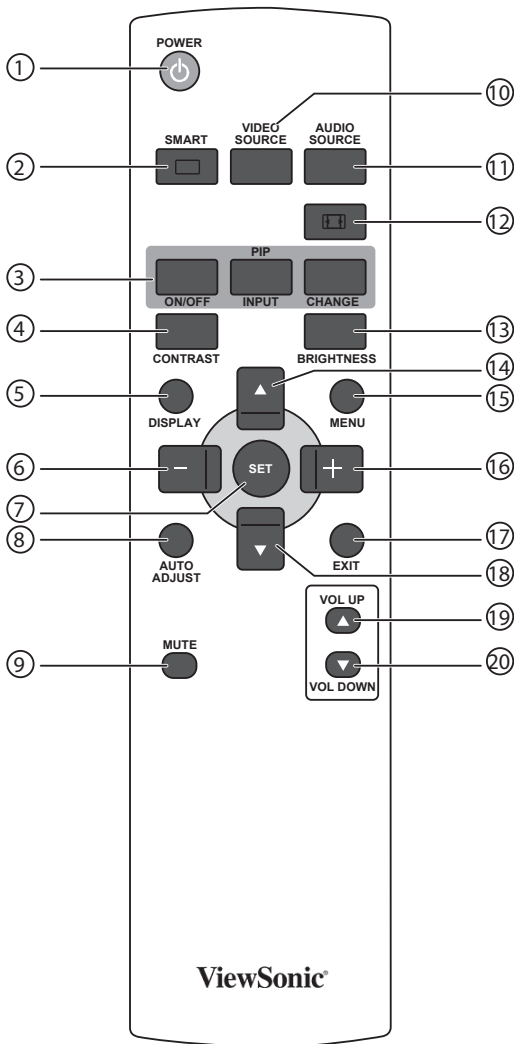 POWER
1
10
SMART
VIDEO
SOURCE
AUDIO
SOURCE
2
11
12
PIP
3
ON/OFF
INPUT
CHANGE
4
13
CONTRAST
BRIGHTNESS
14
5
15
DISPLAY
MENU
6
−
SET
+
16
7
8
17
AUTO
ADJUST
EXIT
18
VOL UP
19
MUTE
9
20
VOL DOWN
ViewSonic®